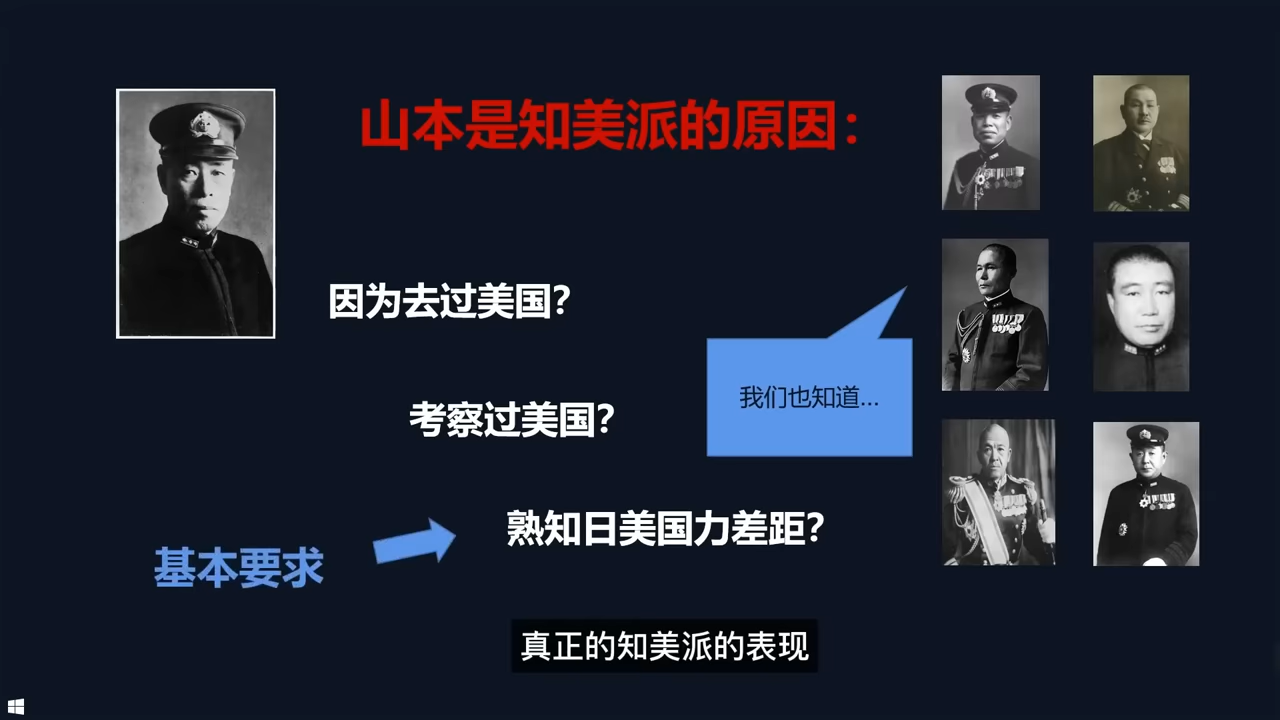 山本是知美派的原因：
因为去过美国？
考察过美国？
我们也知道...
熟知日美国力差距？
基本要求
真正的知美派的表现